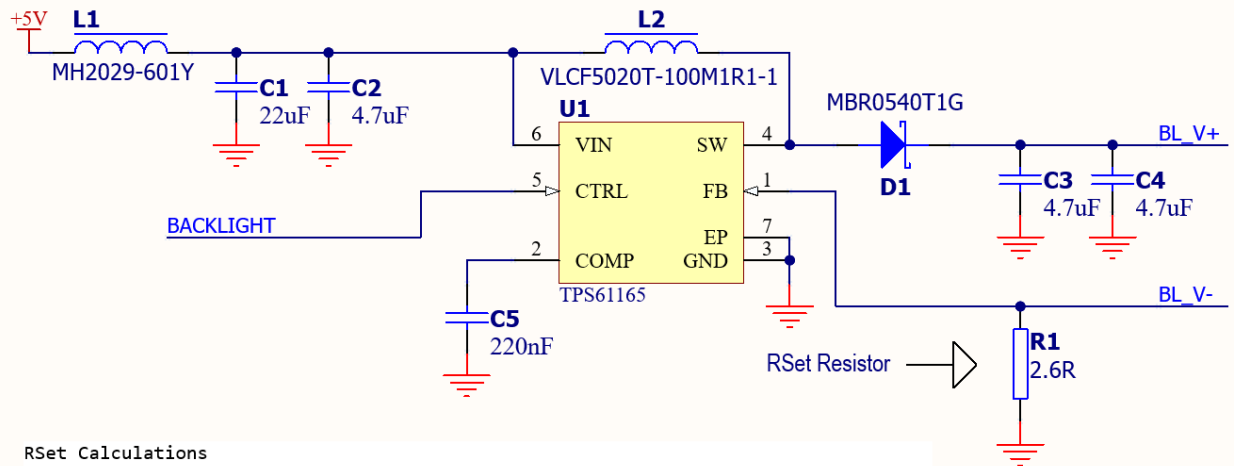 +5V
L1
MH2029-601Y
C1
22uF
C2
4.7uF
L2
VLCF5020T-100M1R1-1
U1
6
VIN
SW
4
5
CTRL
FB
1
EP
7
2
COMP
GND
3
TPS61165
BACKLIGHT
C5
220nF
MBR0540T1G
D1
BL_V+
C3
4.7uF
C4
4.7uF
BL_V-
RSet Resistor
R1
2.6R
RSet Calculations